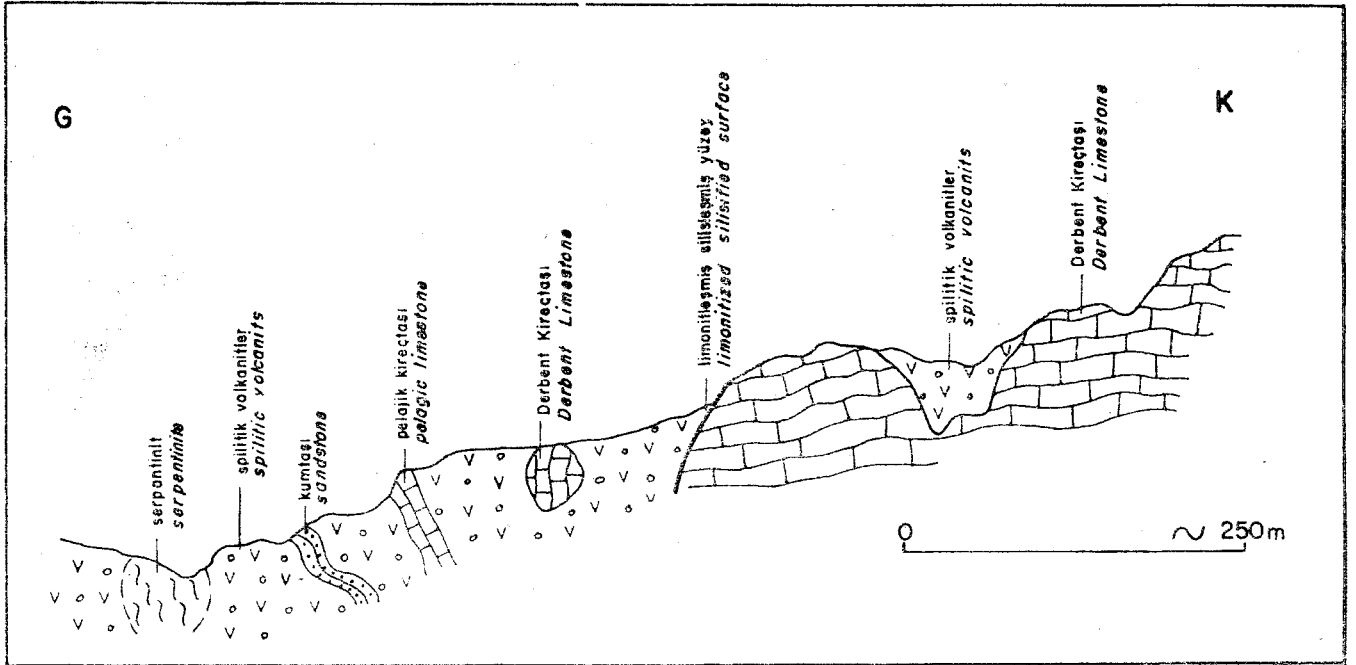 G
K
serpantinit
serpentinite
spilitik volkanitler
spilitic volcanits
kumtaşı
sandstone
pelajik kireçtaşı
pelagic limestone
Derbent Kireçtaşı
Derbent Limestone
limonitleşmiş silisleşmiş yüzey
limonitized silisified surface
spilitik volkanitler
spilitic volcanits
Derbent Kireçtaşı
Derbent Limestone
0 ~ 250m